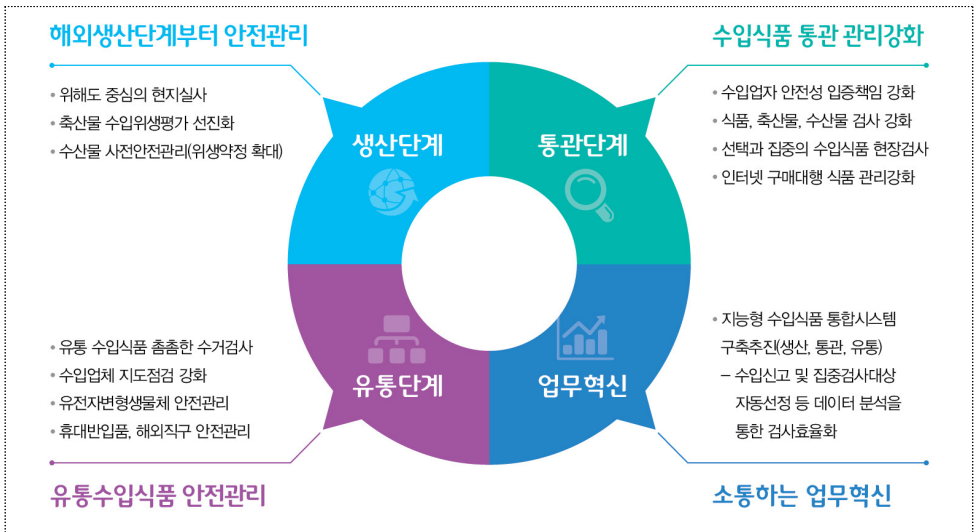 해외생산단계부터 안전관리
• 위해도 중심의 현지실사
• 축산물 수입위생평가 선진화
• 수산물 사전안전관리(위생약정 확대)
생산단계
수입식품 통관 관리강화
• 수입업자 안전성 입증책임 강화
• 식품, 축산물, 수산물 검사 강화
• 선택과 집중의 수입식품 현장검사
• 인터넷 구매대행 식품 관리강화
통관단계
• 유통 수입식품 촘촘한 수거검사
• 수입업체 지도점검 강화
• 유전자변형생물체 안전관리
• 휴대반입품, 해외직구 안전관리
유통단계
유통수입식품 안전관리
• 지능형 수입식품 통합시스템
구축추진(생산, 통관, 유통)
– 수입신고 및 집중검사대상
자동선정 등 데이터 분석을
통한 검사효율화
업무혁신
소통하는 업무혁신